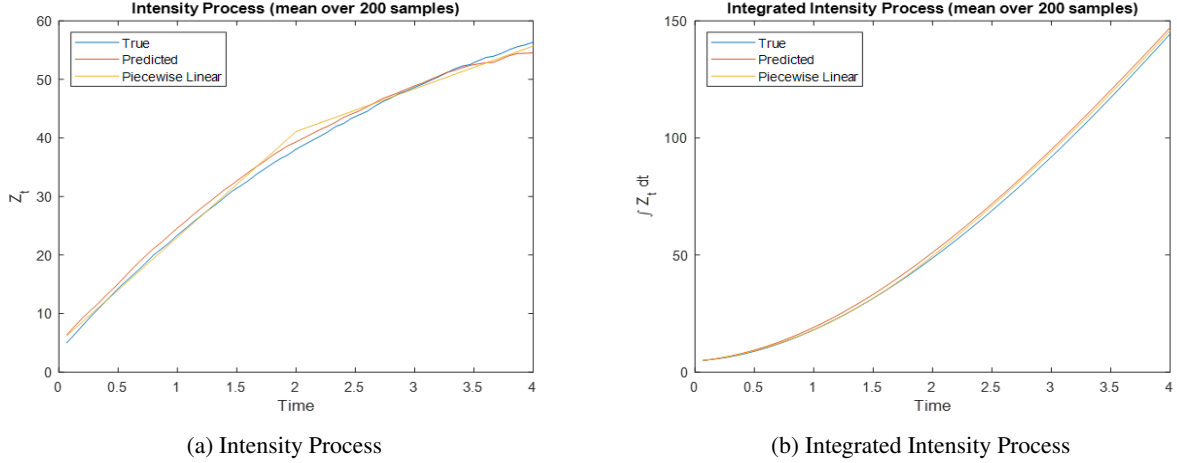 Intensity Process (mean over 200 samples)
60
50
40
30
20
10
0
Z_t
True
Predicted
Piecewise Linear
0 0.5 1 1.5 2 2.5 3 3.5 4
Time
(a) Intensity Process
Integrated Intensity Process (mean over 200 samples)
150
100
50
0
∫ Z_t dt
True
Predicted
Piecewise Linear
0 0.5 1 1.5 2 2.5 3 3.5 4
Time
(b) Integrated Intensity Process